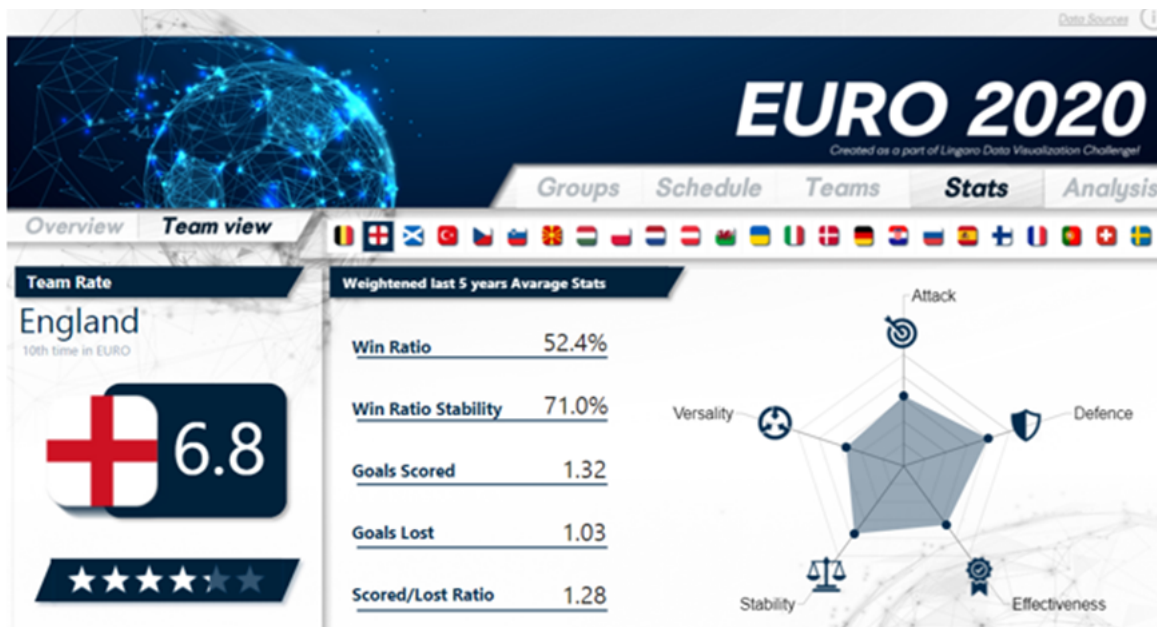 Data Sources
EURO 2020
Created as a part of Lingaro Data Visualization Challenge!
Groups Schedule Teams Stats Analysis
Overview Team view
Team Rate
England
10th time in EURO
6.8
Weightened last 5 years Avarage Stats
Win Ratio 52.4%
Win Ratio Stability 71.0%
Goals Scored 1.32
Goals Lost 1.03
Scored/Lost Ratio 1.28
Attack
Versality
Defence
Stability
Effectiveness